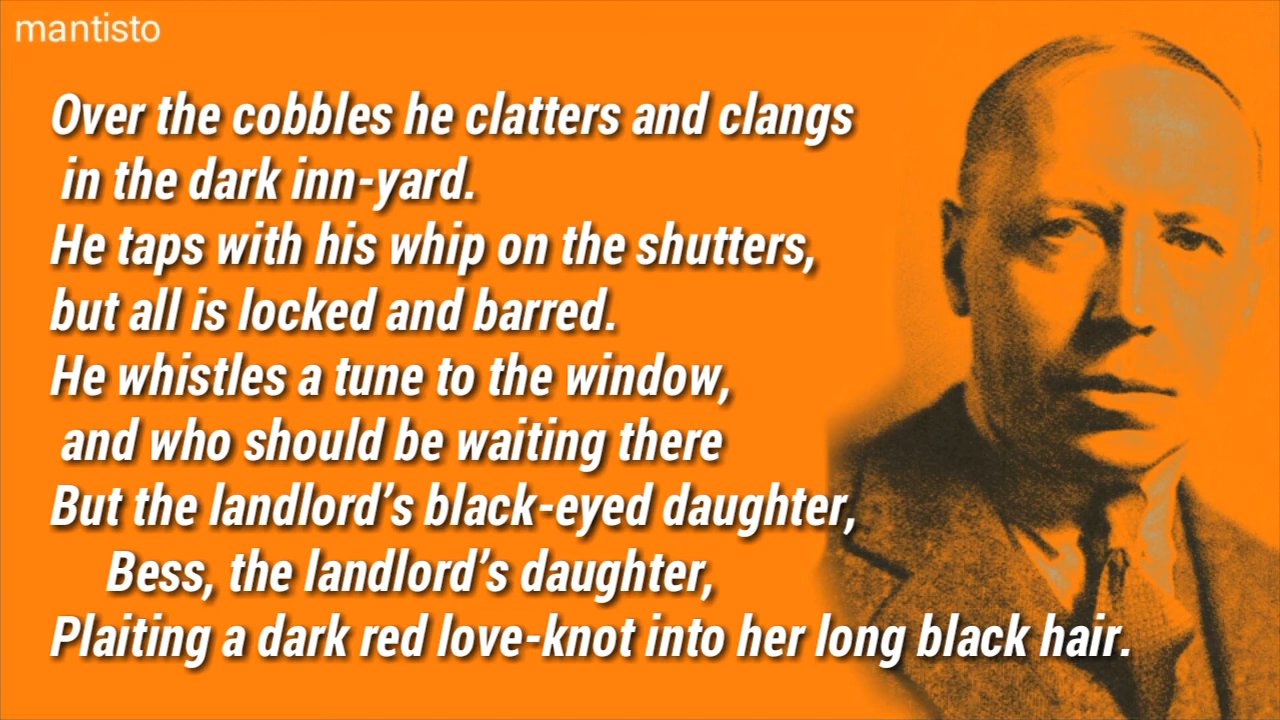 mantisto
Over the cobbles he clatters and clangs
in the dark inn-yard.
He taps with his whip on the shutters,
but all is locked and barred.
He whistles a tune to the window,
and who should be waiting there
But the landlord’s black-eyed daughter,
Bess, the landlord’s daughter,
Plaiting a dark red love-knot into her long black hair.